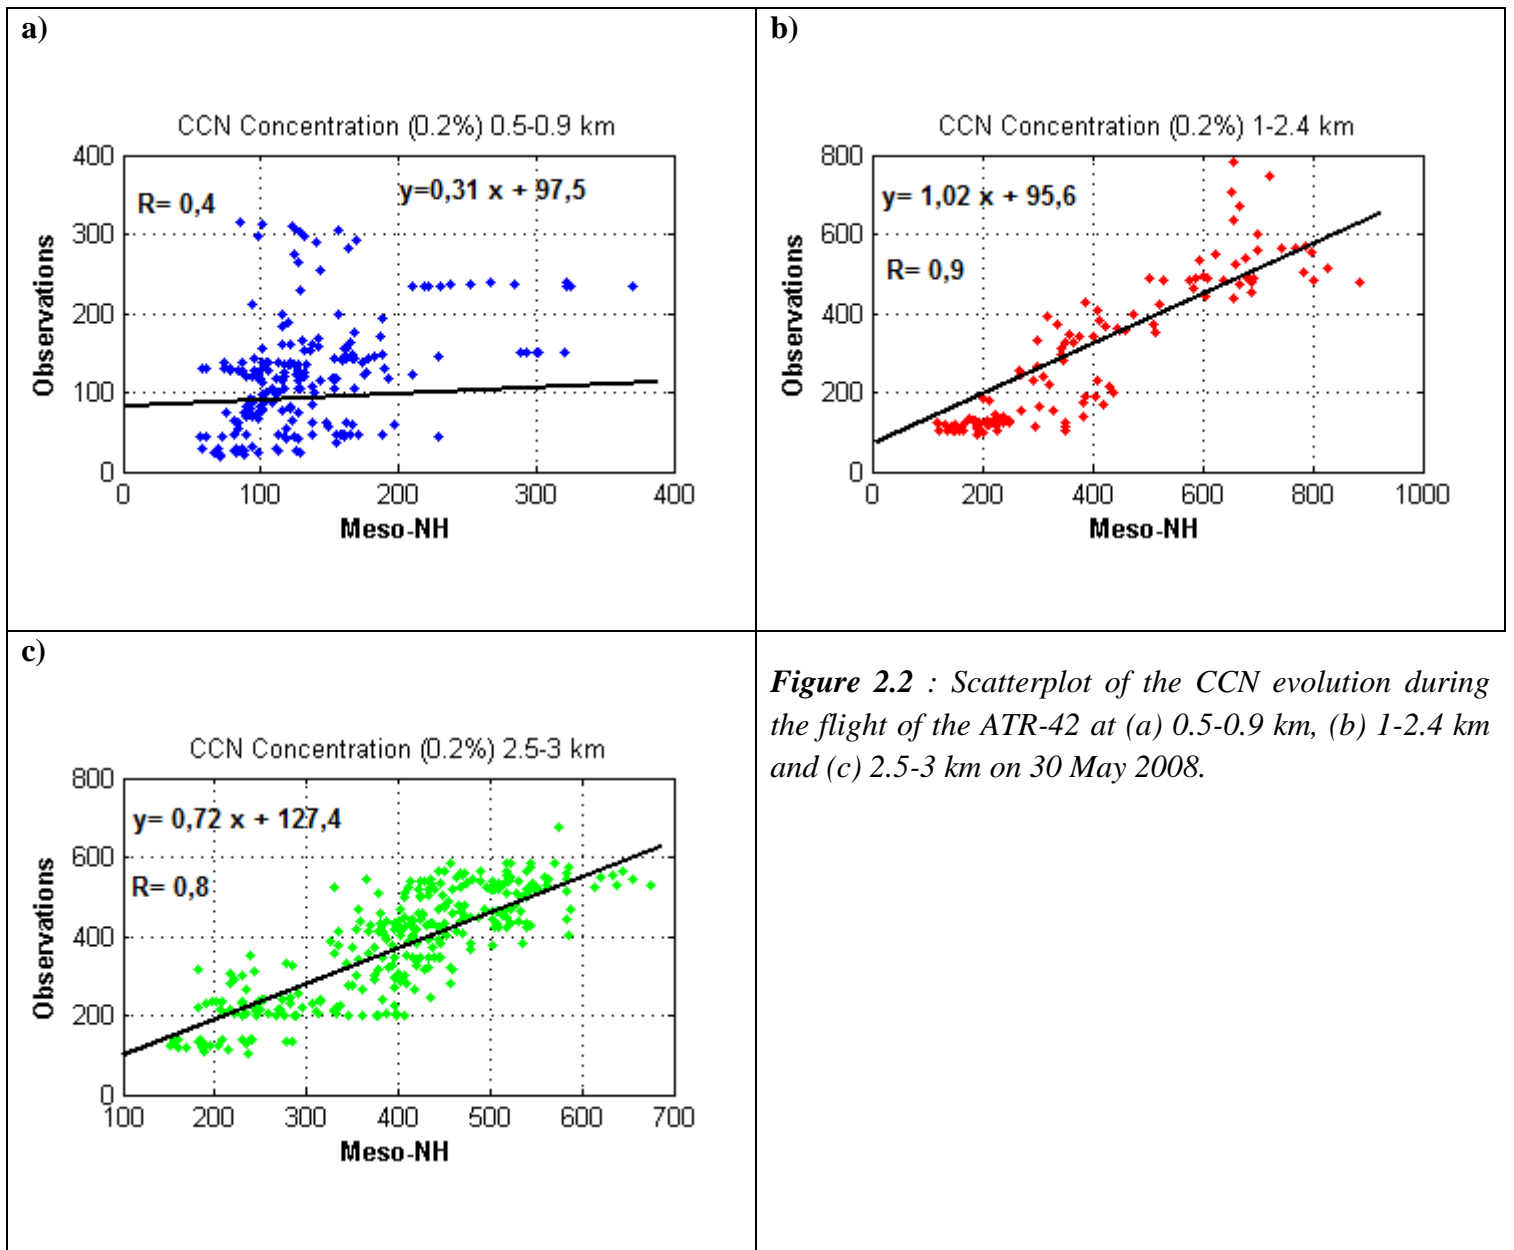 a)
CCN Concentration (0.2%) 0.5-0.9 km
R= 0,4
y=0,31 x + 97,5
400
300
200
100
0
Observations
0 100 200 300 400
Meso-NH
b)
CCN Concentration (0.2%) 1-2.4 km
y= 1,02 x + 95,6
R= 0,9
800
600
400
200
0
Observations
0 200 400 600 800 1000
Meso-NH
c)
CCN Concentration (0.2%) 2.5-3 km
y= 0,72 x + 127,4
R= 0,8
800
600
400
200
0
Observations
100 200 300 400 500 600 700
Meso-NH
Figure 2.2 : Scatterplot of the CCN evolution during
the flight of the ATR-42 at (a) 0.5-0.9 km, (b) 1-2.4 km
and (c) 2.5-3 km on 30 May 2008.